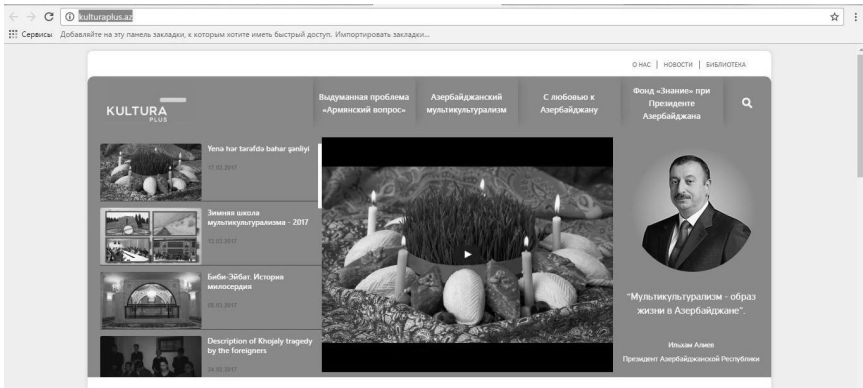 kulturaplus.az
Сервисы Добавляйте на эту панель закладки, к которым хотите иметь быстрый доступ. Импортировать закладки...
О НАС | НОВОСТИ | БИБЛИОТЕКА
KULTURA
PLUS
Выдуманная проблема
«Армянский вопрос»
Азербайджанский
мультикультурализм
С любовью к
Азербайджану
Фонд «Знание» при
Президенте
Азербайджана
Yenə hər tərəfdə bahar şənliyi
17.03.2017
Зимняя школа
мультикультурализма - 2017
Биби-Эйбат. История
милосердия
Description of Khojaly tragedy
by the foreigners
"Мультикультурализм - образ
жизни в Азербайджане".
Ильхам Алиев
Президент Азербайджанской Республики